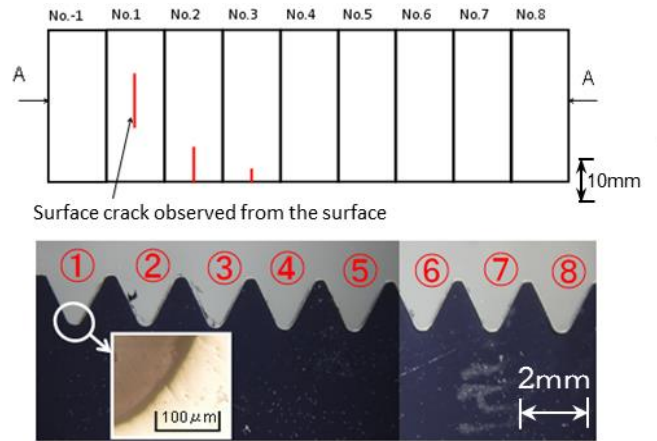 No.-1 No.1 No.2 No.3 No.4 No.5 No.6 No.7 No.8
A A
10mm
Surface crack observed from the surface
① ② ③ ④ ⑤ ⑥ ⑦ ⑧
2mm
100μm